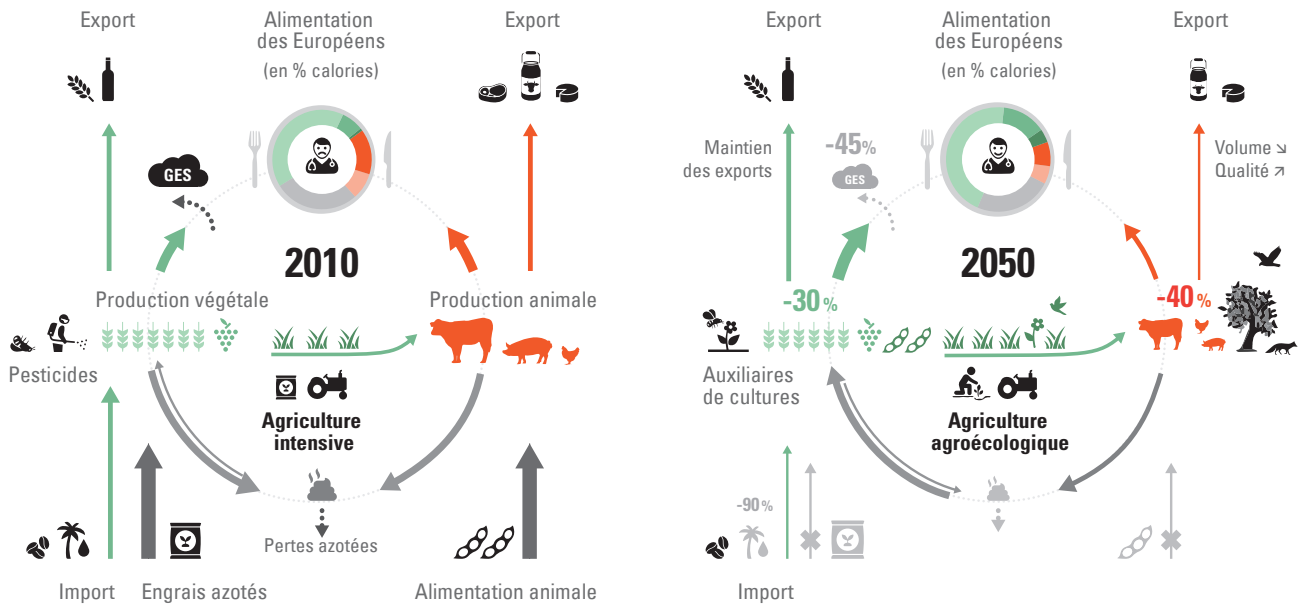 Export
Alimentation
des Européens
(en % calories)
Export
GES
2010
Production végétale
Production animale
Pesticides
Agriculture
intensive
Pertes azotées
Import
Engrais azotés
Alimentation animale
Export
Alimentation
des Européens
(en % calories)
Export
Maintien
des exports
-45%
GES
Volume ↘
Qualité ↗
2050
-30%
-40%
Auxiliaires
de cultures
Agriculture
agroécologique
-90%
Import